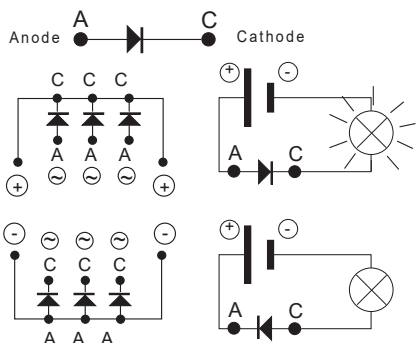 Anode A C Cathode
C C C
A A A
~ ~ ~
+ +
+ -
A C
- ~ ~ ~ -
C C C
A A A
+ -
A C